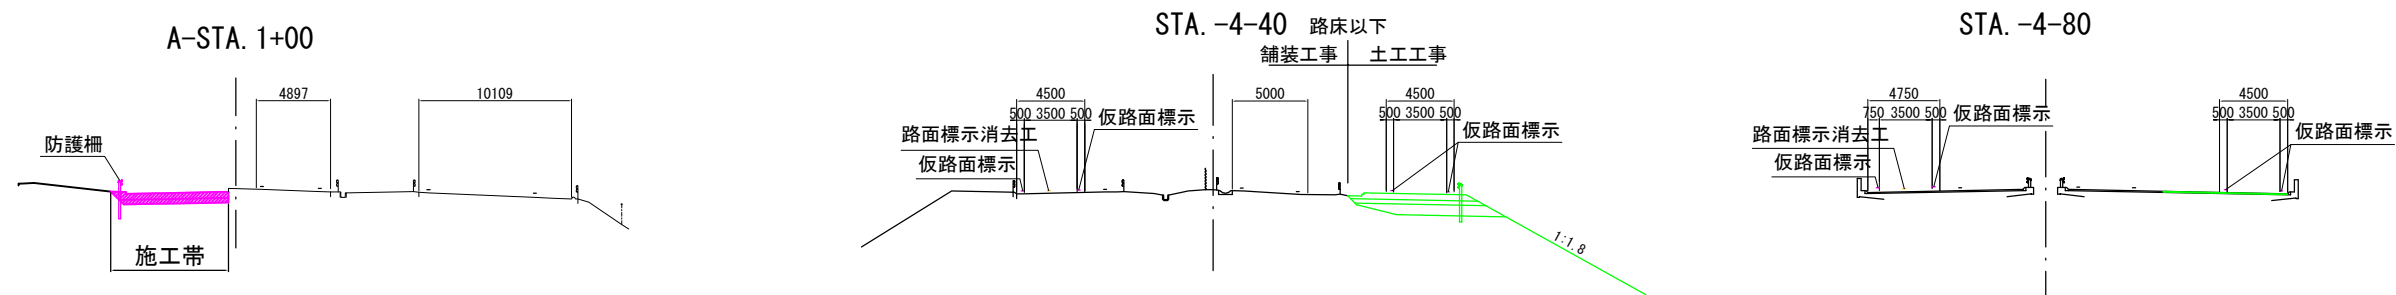 A-STA. 1+00
4897
10109
防護柵
施工帯
STA. -4-40
路床以下
舗装工事
土工工事
4500
500 3500 500
5000
4500
500 3500 500
仮路面標示
仮路面標示
路面標示消去工
仮路面標示
1:1.8
STA. -4-80
4750
750 3500 500
4500
500 3500 500
仮路面標示
仮路面標示
路面標示消去工
仮路面標示